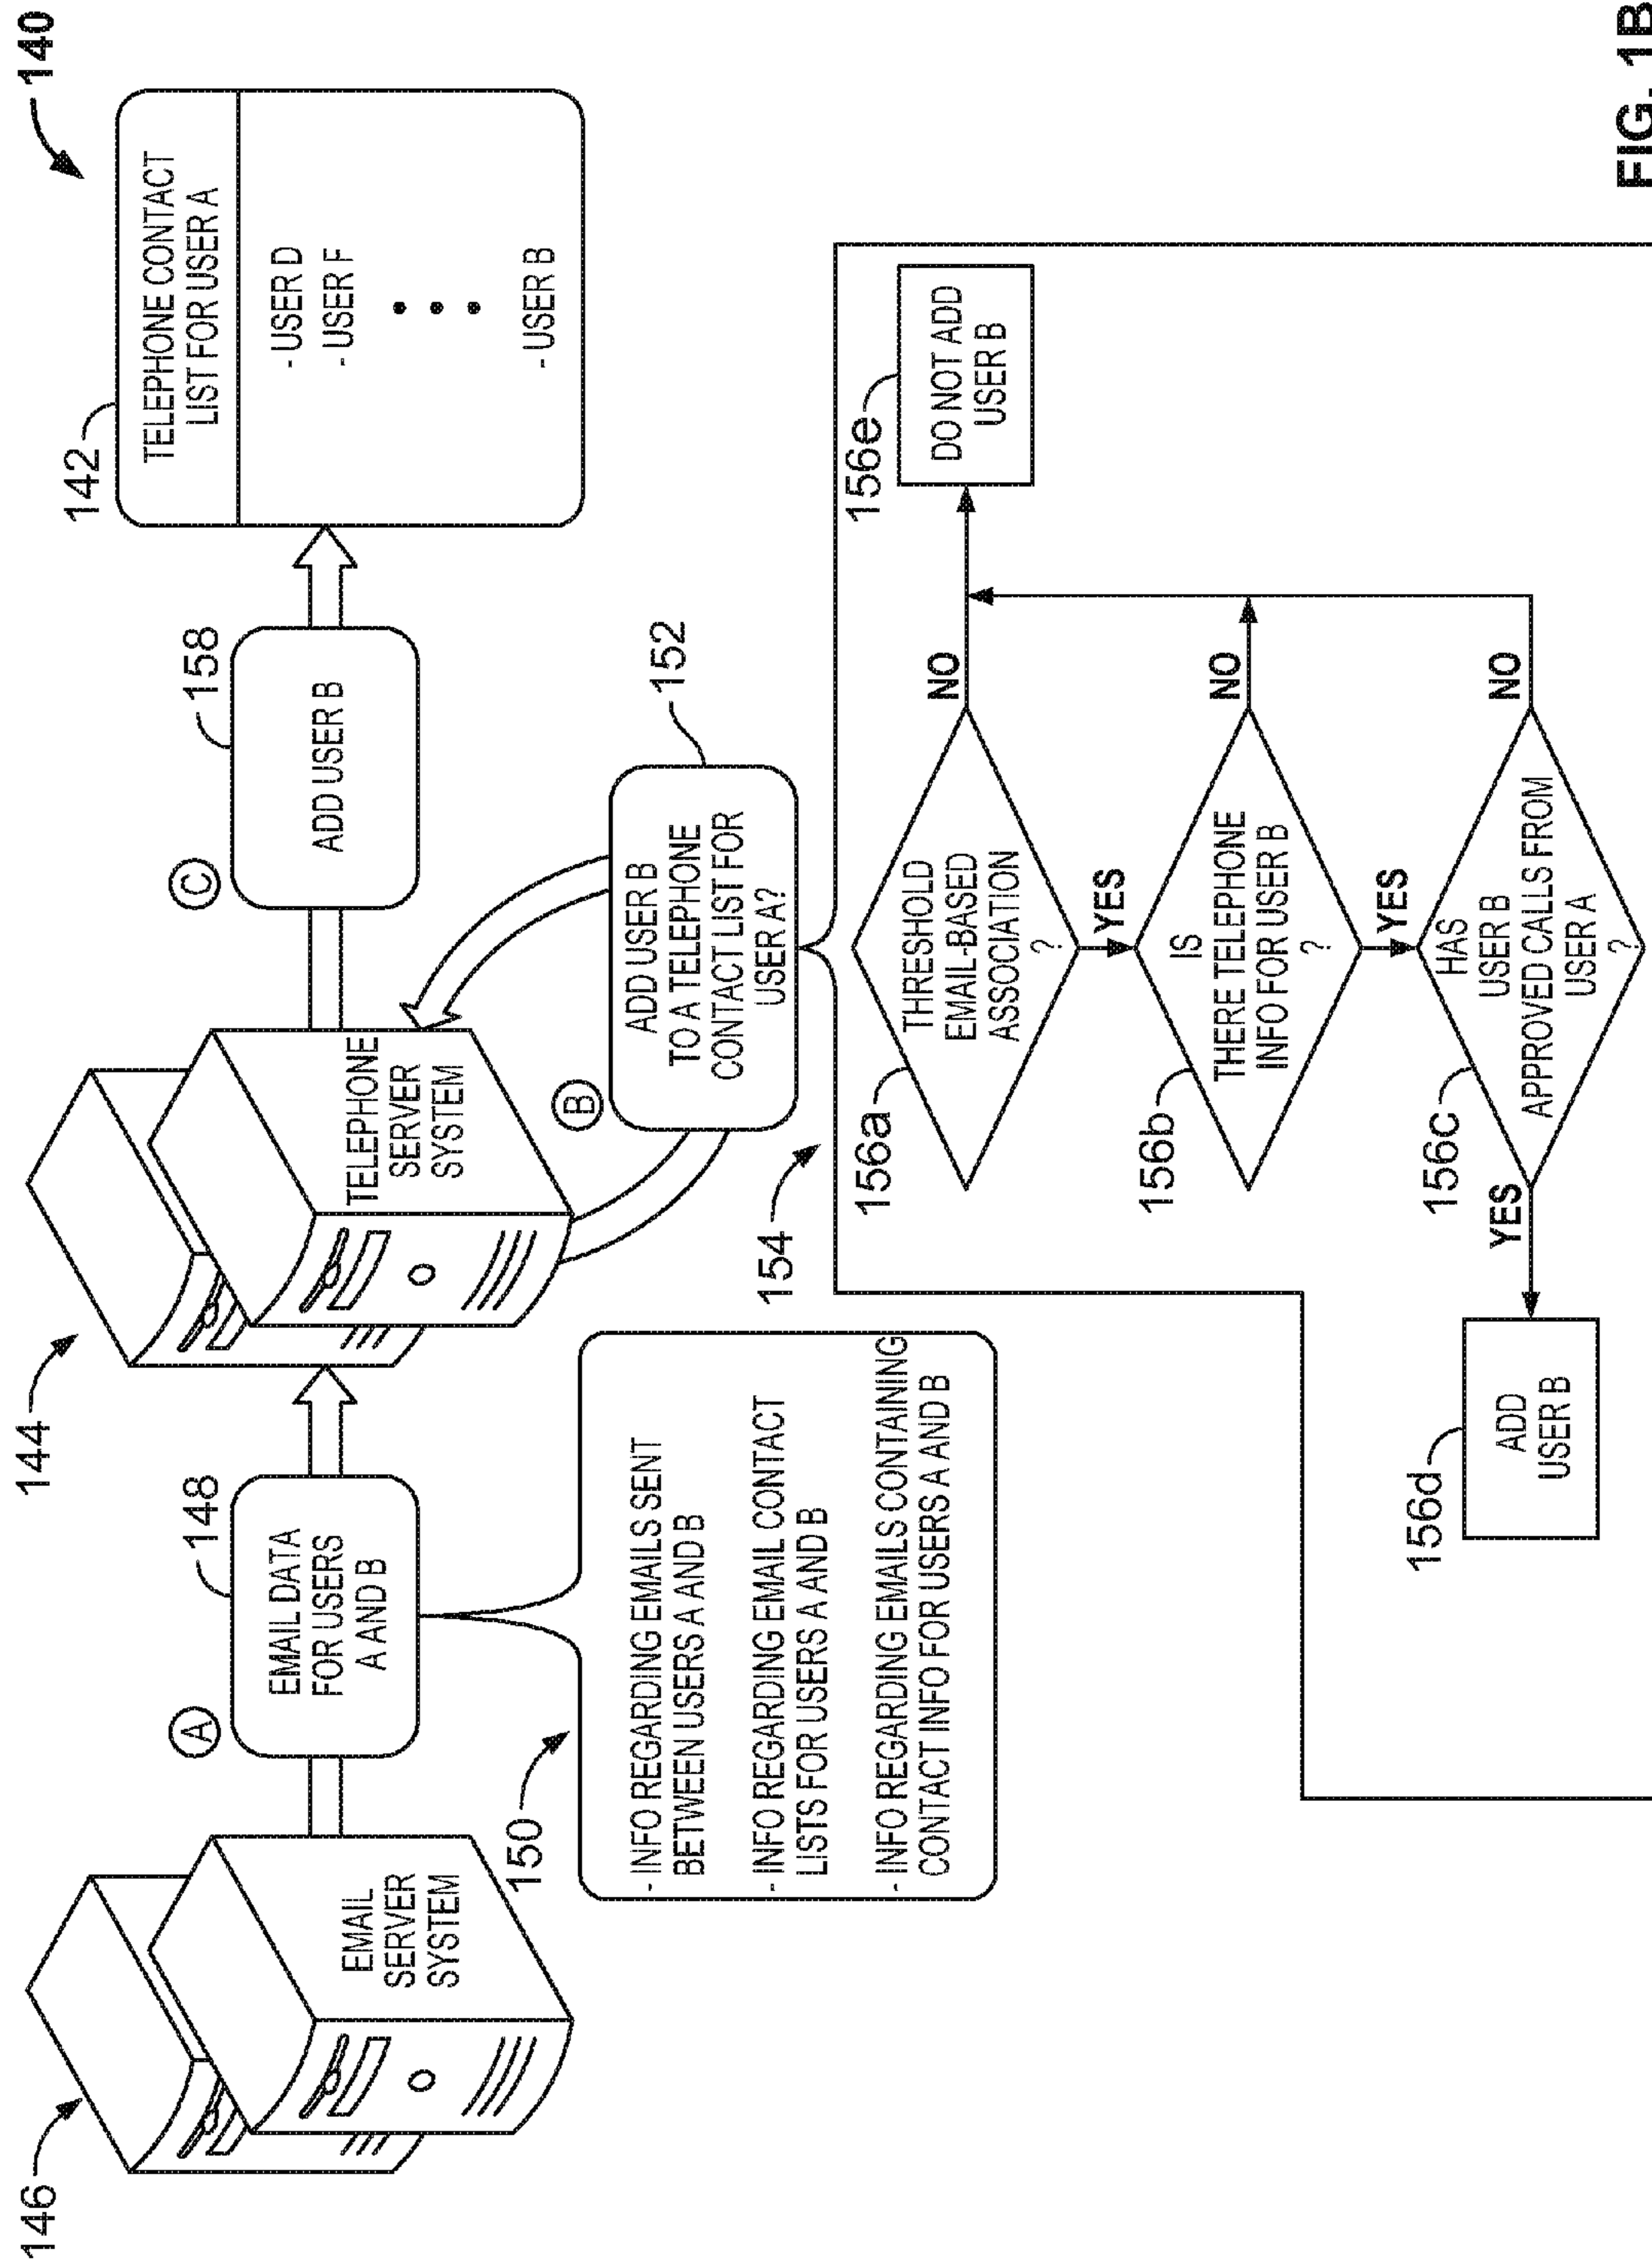 140
146
EMAIL
SERVER
SYSTEM
A
148
EMAIL DATA
FOR USERS
A AND B
144
TELEPHONE
SERVER
SYSTEM
C
158
ADD USER B
142
TELEPHONE CONTACT
LIST FOR USER A
- USER D
- USER F
- USER B
150
- INFO REGARDING EMAILS SENT
BETWEEN USERS A AND B
- INFO REGARDING EMAIL CONTACT
LISTS FOR USERS A AND B
- INFO REGARDING EMAILS CONTAINING
CONTACT INFO FOR USERS A AND B
B
152
ADD USER B
TO A TELEPHONE
CONTACT LIST FOR
USER A?
154
156a
THRESHOLD
EMAIL-BASED
ASSOCIATION
?
NO
156e
DO NOT ADD
USER B
YES
156b
IS
THERE TELEPHONE
INFO FOR USER B
?
NO
YES
156c
HAS
USER B
APPROVED CALLS FROM
USER A
?
NO
YES
156d
ADD
USER B
FIG. 1B